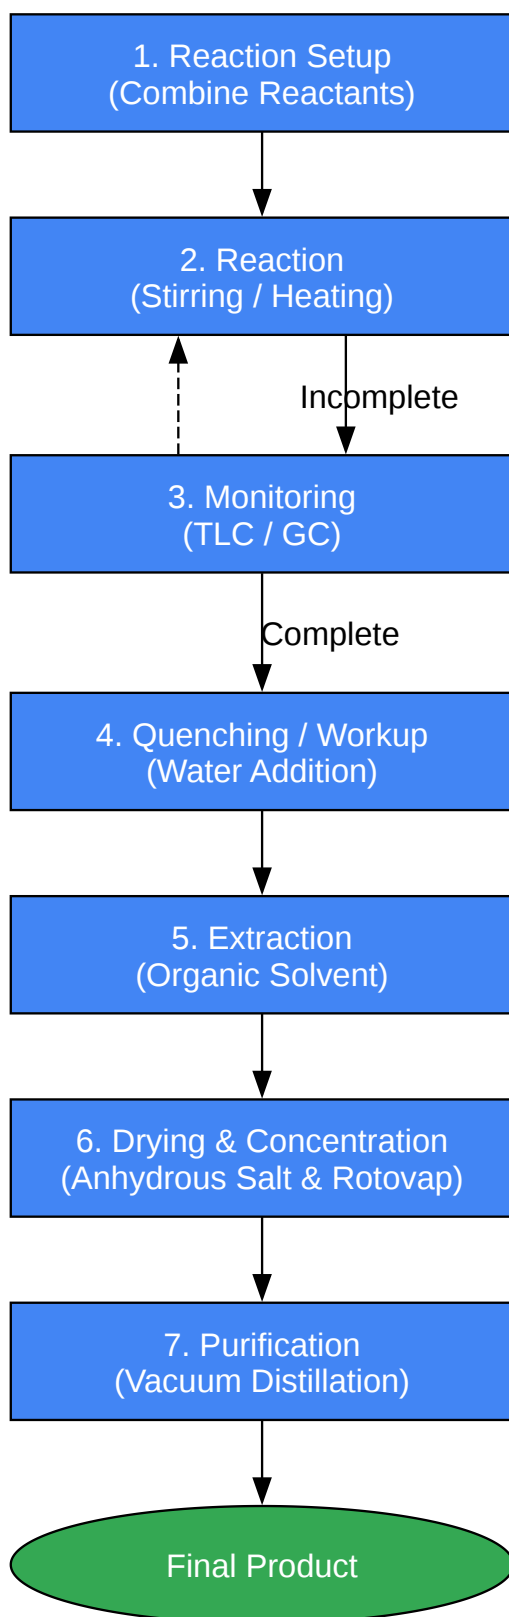 1. Reaction Setup
(Combine Reactants)
2. Reaction
(Stirring / Heating)
Incomplete
3. Monitoring
(TLC / GC)
Complete
4. Quenching / Workup
(Water Addition)
5. Extraction
(Organic Solvent)
6. Drying & Concentration
(Anhydrous Salt & Rotovap)
7. Purification
(Vacuum Distillation)
Final Product